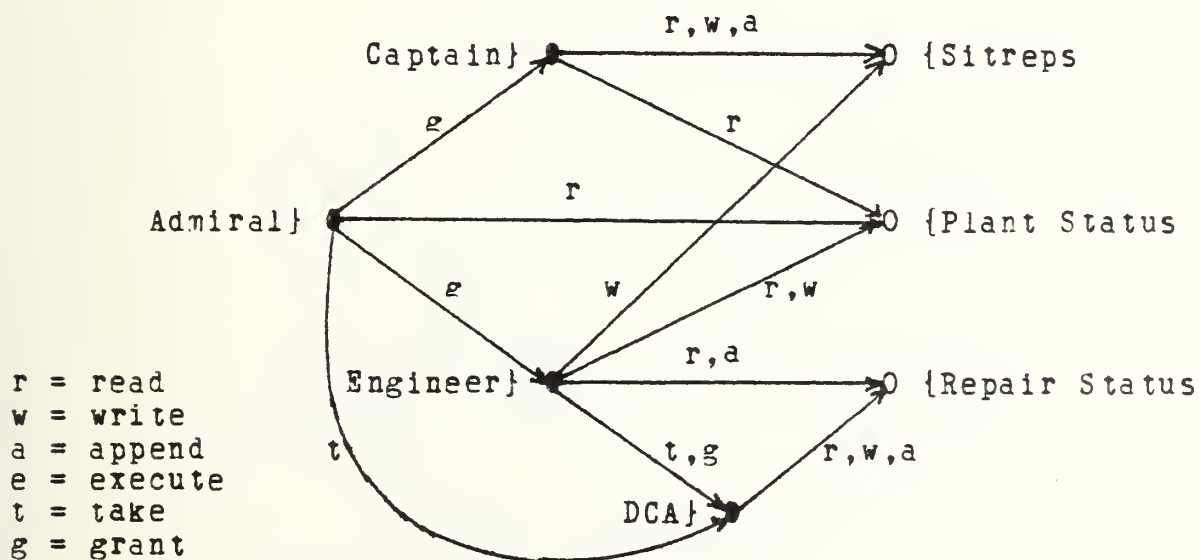 r,w,a
Captain} {Sitreps
g r
r
Admiral} {Plant Status
g w r,w
r,a
r = read Engineer} {Repair Status
w = write
a = append t t,g r,w,a
e = execute
t = take DCA}
g = grant